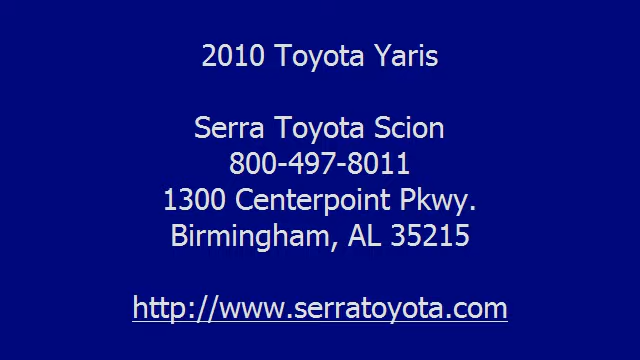 2010 Toyota Yaris
Serra Toyota Scion
800-497-8011
1300 Centerpoint Pkwy.
Birmingham, AL 35215
http://www.serratoyota.com